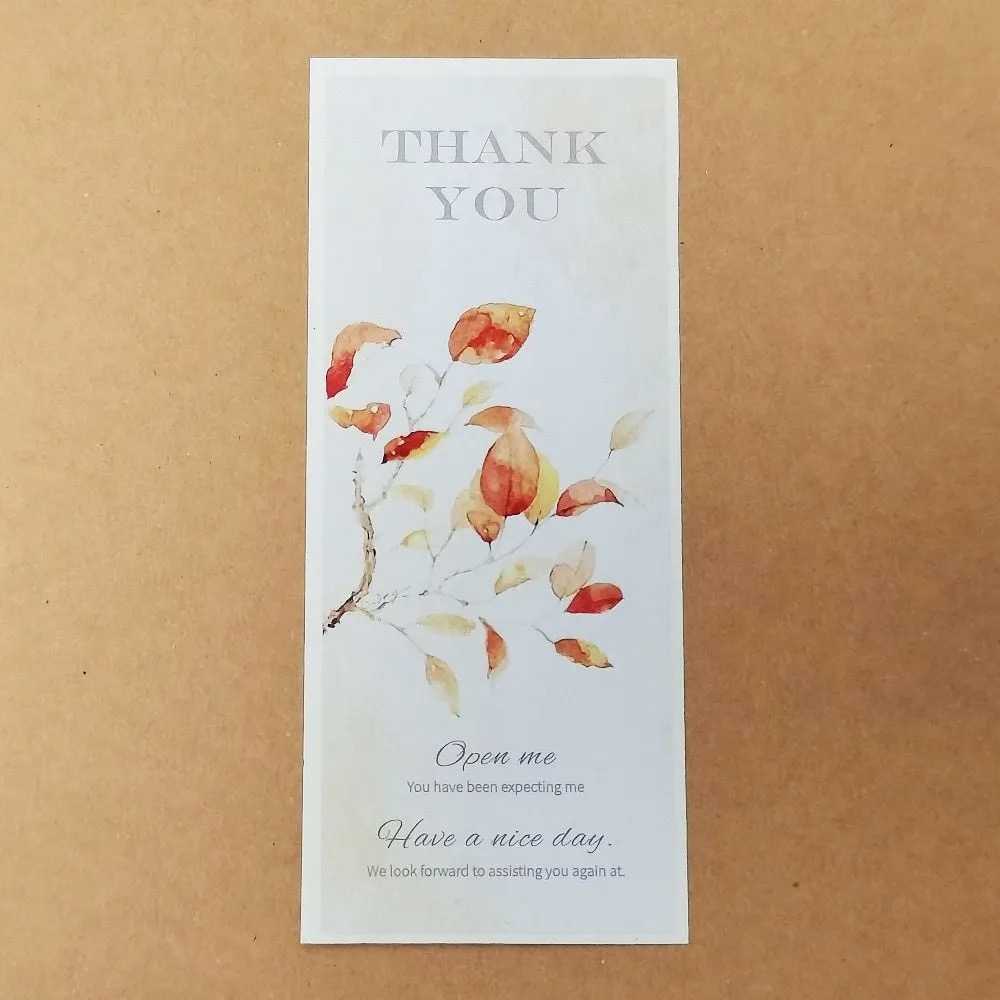 THANK
YOU
Open me
You have been expecting me
Have a nice day.
We look forward to assisting you again at.